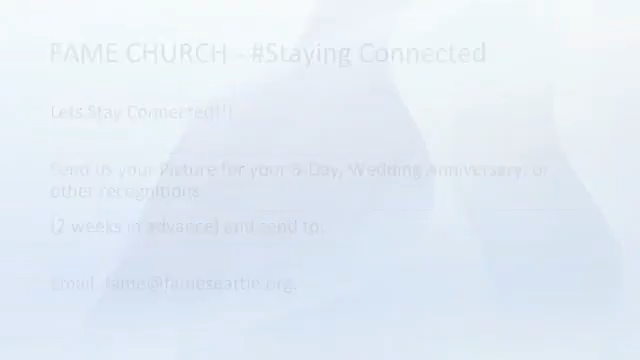 FAME CHURCH - #Staying Connected
Lets Stay Connected!!!
Send us your Picture for your B-Day, Wedding Anniversary, or
other recognitions
(2 weeks in advance) and send to:
Email fame@fameseattle.org.